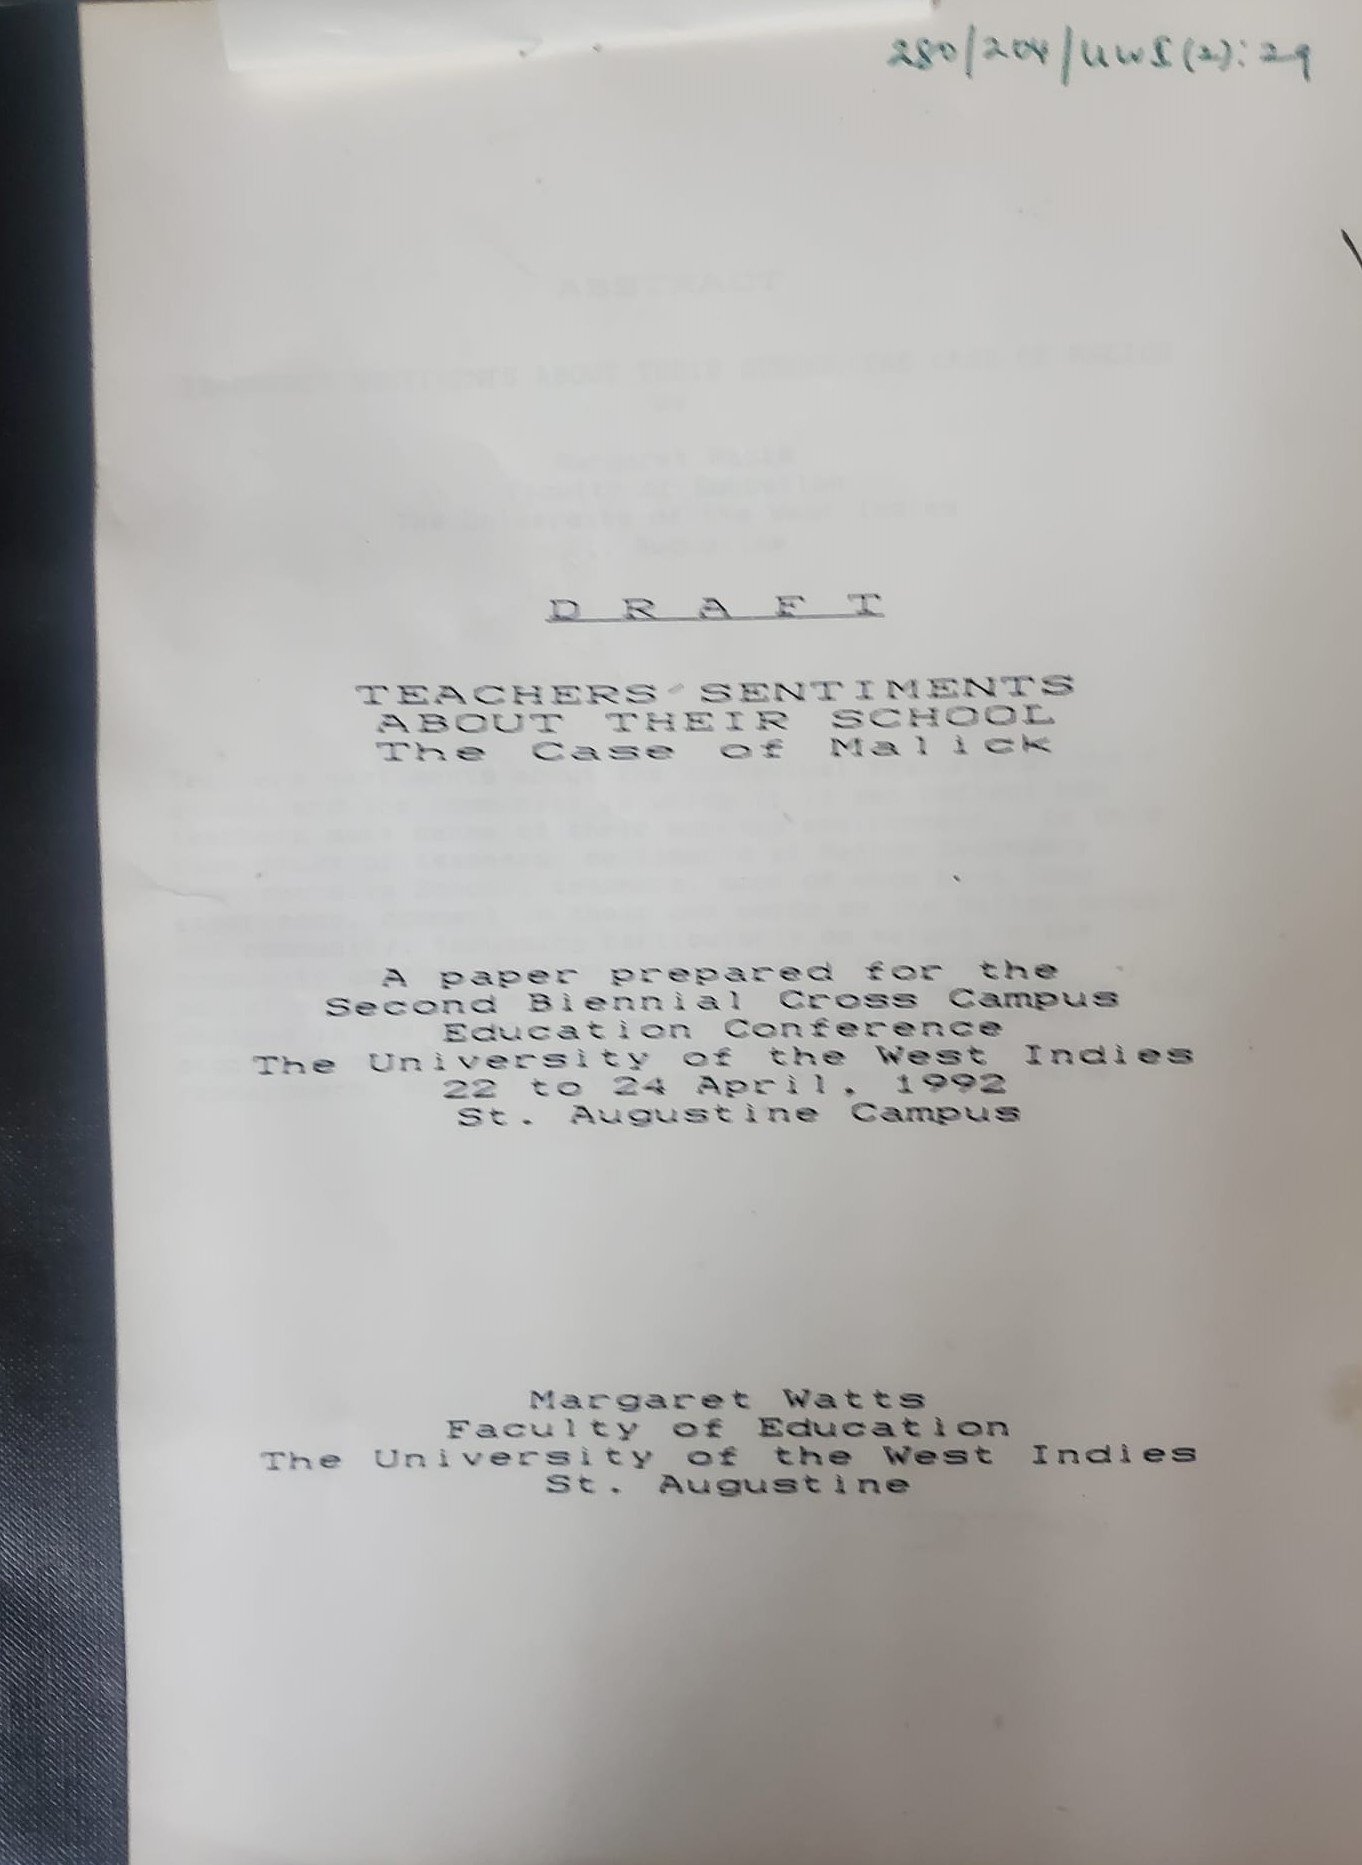 280/204/UWI(2):29
D R A F T
TEACHERS' SENTIMENTS
ABOUT THEIR SCHOOL
The Case of Malick
A paper prepared for the
Second Biennial Cross Campus
Education Conference
The University of the West Indies
22 to 24 April, 1992
St. Augustine Campus
Margaret Watts
Faculty of Education
The University of the West Indies
St. Augustine